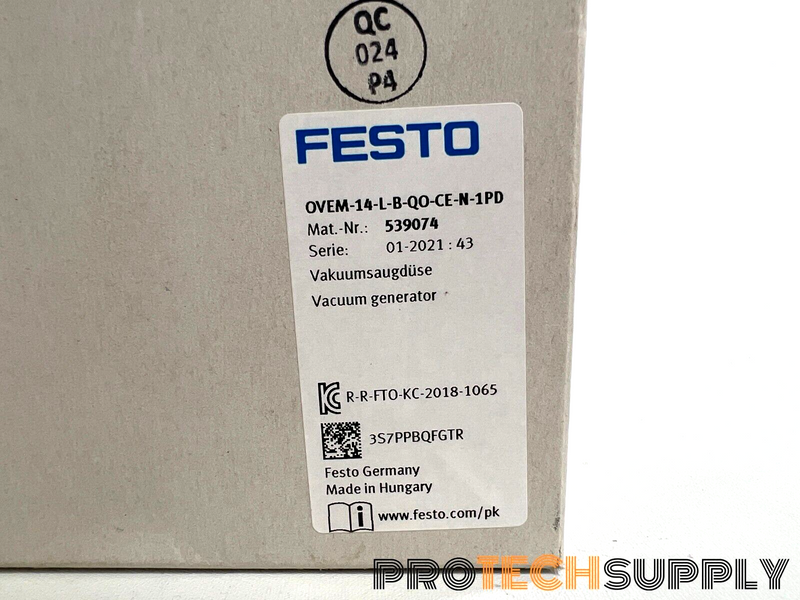 QC
024
P4
FESTO
OVEM-14-L-B-QO-CE-N-1PD
Mat.-Nr.: 539074
Serie: 01-2021 : 43
Vakuumsaugdüse
Vacuum generator
R-R-FTO-KC-2018-1065
3S7PPBQFGTR
Festo Germany
Made in Hungary
www.festo.com/pk
PROTECHSUPPLY